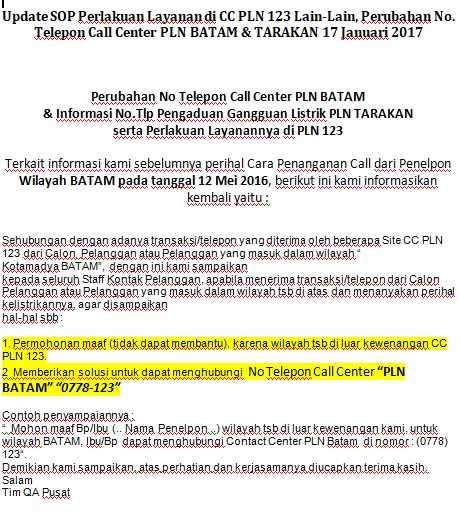 Update SOP Perlakuan Layanan di CC PLN 123 Lain-Lain, Perubahan No.
Telepon Call Center PLN BATAM & TARAKAN 17 Januari 2017
Perubahan No Telepon Call Center PLN BATAM
& Informasi No.Tlp Pengaduan Gangguan Listrik PLN TARAKAN
serta Perlakuan Layanannya di PLN 123
Terkait informasi kami sebelumnya perihal Cara Penanganan Call dari Penelpon
Wilayah BATAM pada tanggal 12 Mei 2016, berikut ini kami informasikan
kembali yaitu :
Sehubungan dengan adanya transaksi/telepon yang diterima oleh beberapa Site CC PLN
123 dari Calon Pelanggan atau Pelanggan yang masuk dalam wilayah “
Kotamadya BATAM”, dengan ini kami sampaikan
kepada seluruh Staff Kontak Pelanggan, apabila menerima transaksi/telepon dari Calon
Pelanggan atau Pelanggan yang masuk dalam wilayah tsb di atas dan menanyakan perihal
kelistrikannya, agar disampaikan
hal-hal sbb :
1. Permohonan maaf (tidak dapat membantu), karena wilayah tsb di luar kewenangan CC
PLN 123.
2. Memberikan solusi untuk dapat menghubungi No Telepon Call Center “PLN
BATAM” “0778-123”
Contoh penyampaiannya :
“ Mohon maaf Bp/Ibu (.. Nama Penelpon ..) wilayah tsb di luar kewenangan kami, untuk
wilayah BATAM, Ibu/Bp dapat menghubungi Contact Center PLN Batam di nomor : (0778)
123“.
Demikian kami sampaikan, atas perhatian dan kerjasamanya diucapkan terima kasih.
Salam
Tim QA Pusat